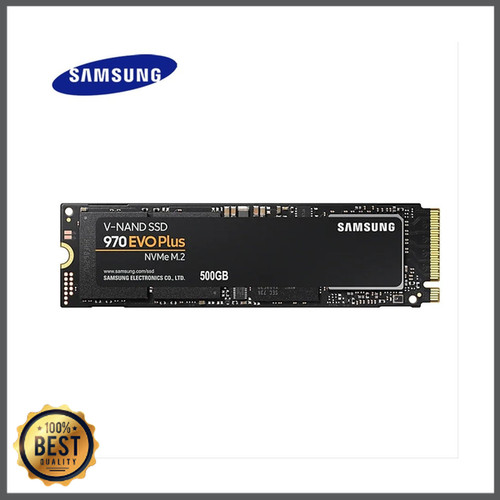 SAMSUNG
V-NAND SSD
970 EVO Plus
NVMe M.2
SAMSUNG
www.samsung.com/ssd
SAMSUNG ELECTRONICS CO., LTD.
500GB
100%
BEST
QUALITY